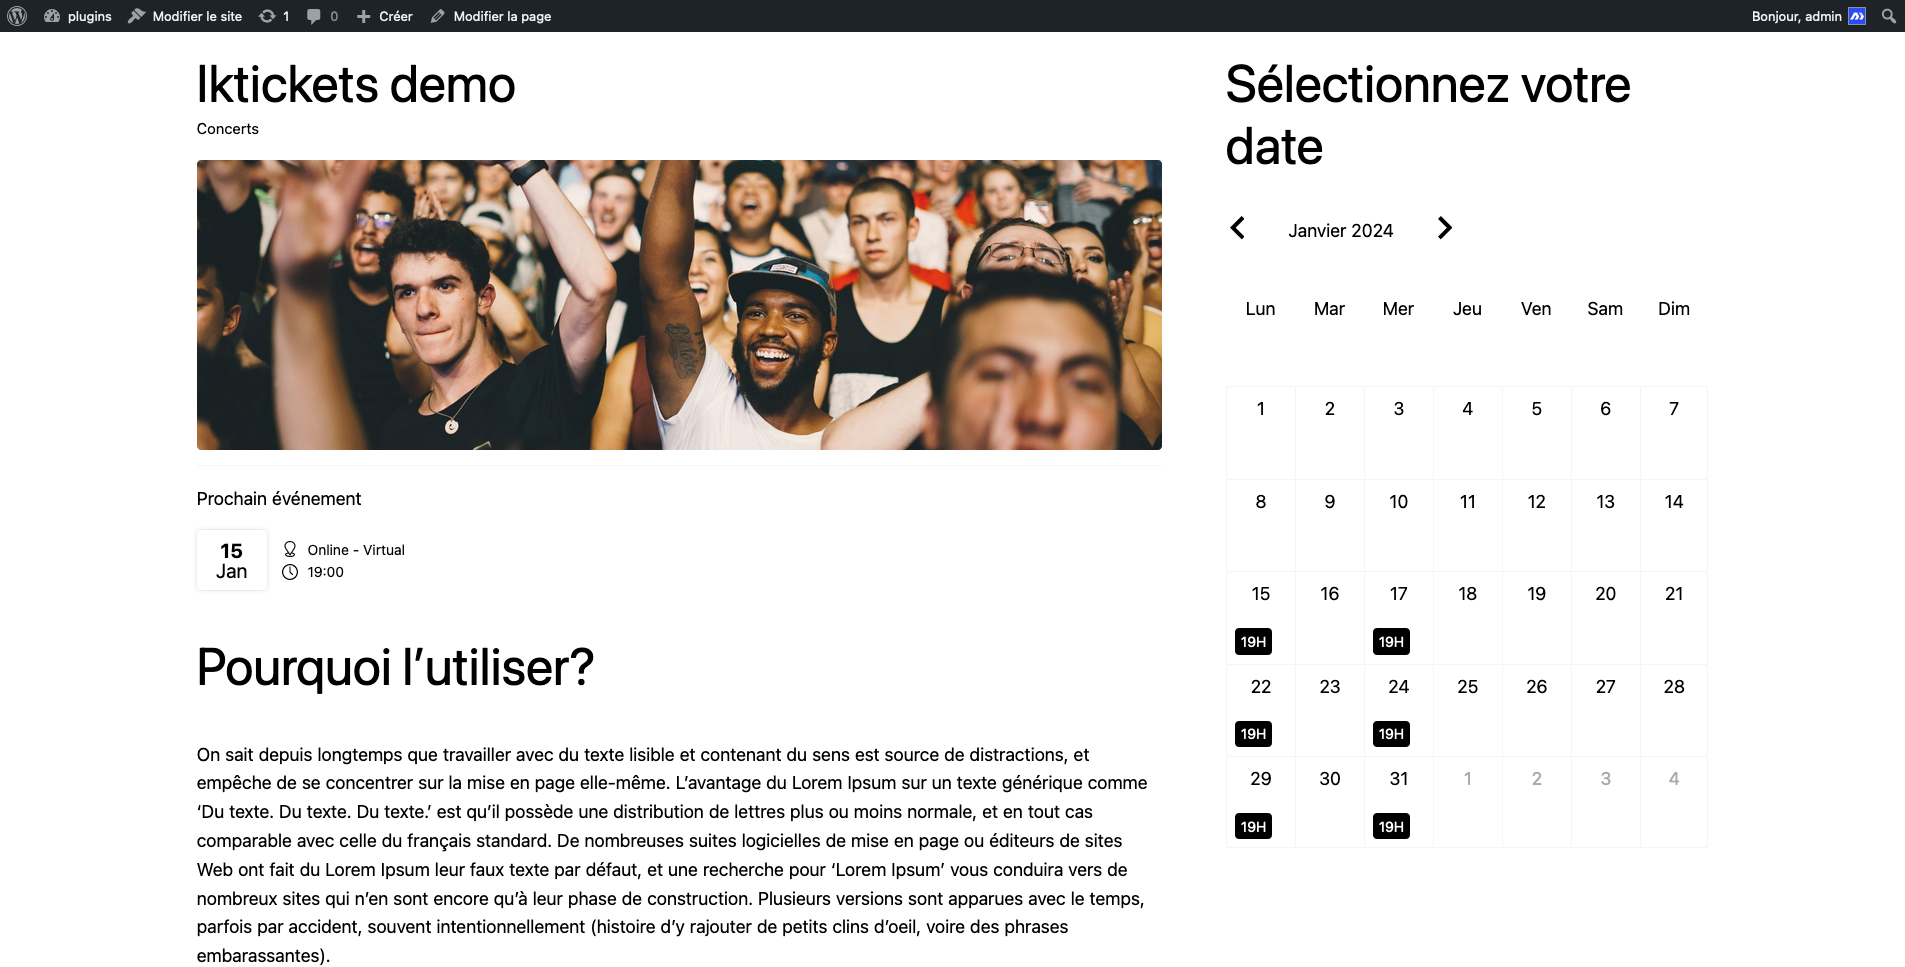 plugins Modifier le site 1 0 Créer Modifier la page Bonjour, admin
Iktickets demo
Concerts
Prochain événement
15
Jan
Online - Virtual
19:00
Pourquoi l’utiliser?
On sait depuis longtemps que travailler avec du texte lisible et contenant du sens est source de distractions, et
empêche de se concentrer sur la mise en page elle-même. L’avantage du Lorem Ipsum sur un texte générique comme
‘Du texte. Du texte. Du texte.’ est qu’il possède une distribution de lettres plus ou moins normale, et en tout cas
comparable avec celle du français standard. De nombreuses suites logicielles de mise en page ou éditeurs de sites
Web ont fait du Lorem Ipsum leur faux texte par défaut, et une recherche pour ‘Lorem Ipsum’ vous conduira vers de
nombreux sites qui n’en sont encore qu’à leur phase de construction. Plusieurs versions sont apparues avec le temps,
parfois par accident, souvent intentionnellement (histoire d’y rajouter de petits clins d’oeil, voire des phrases
embarassantes).
Sélectionnez votre
date
Janvier 2024
Lun Mar Mer Jeu Ven Sam Dim
1 2 3 4 5 6 7
8 9 10 11 12 13 14
15 16 17 18 19 20 21
19H 19H
22 23 24 25 26 27 28
19H 19H
29 30 31 1 2 3 4
19H 19H